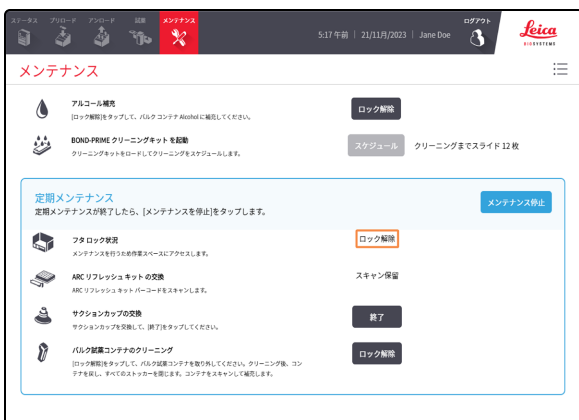 ステータス プリロード アンロード 試薬 メンテナンス
5:17 午前 | 21/11月/2023 | Jane Doe
ログアウト
Leica
BIOSYSTEMS
メンテナンス
アルコール補充
[ロック解除]をタップして、バルク コンテナ Alcohol に補充してください。
ロック解除
BOND-PRIME クリーニングキット を起動
クリーニングキットをロードしてクリーニングをスケジュールします。
スケジュール
クリーニングまでスライド 12 枚
定期メンテナンス
定期メンテナンスが終了したら、[メンテナンスを停止]をタップします。
メンテナンス停止
フタ ロック状況
メンテナンスを行うため作業スペースにアクセスします。
ロック解除
ARC リフレッシュ キット の交換
ARC リフレッシュ キット バーコードをスキャンします。
スキャン保留
サクションカップの交換
サクションカップを交換して、[終了]をタップしてください。
終了
バルク試薬コンテナのクリーニング
[ロック解除]をタップして、バルク試薬コンテナを取り外してください。クリーニング後、コン
テナを戻し、すべてのストッカーを閉じます。コンテナをスキャンして補充します。
ロック解除